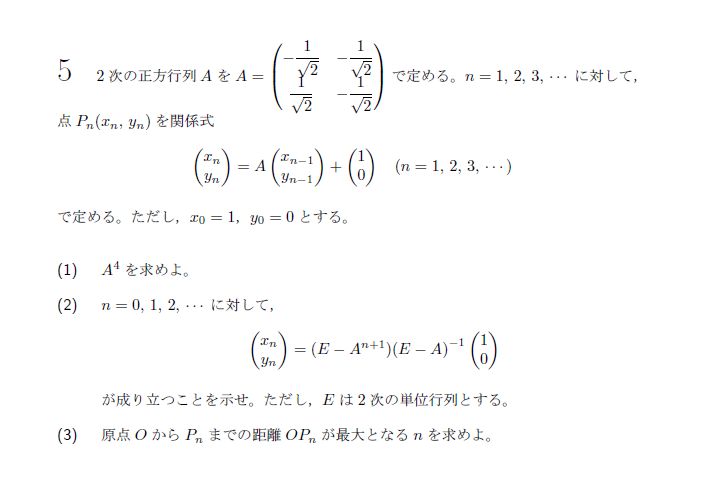 5 2次の正方行列 A を A = \begin{pmatrix} -\frac{1}{\sqrt{2}} & -\frac{1}{\sqrt{2}} \\ \frac{1}{\sqrt{2}} & -\frac{1}{\sqrt{2}} \end{pmatrix} で定める。n = 1, 2, 3, ⋯ に対して,
点 P_n(x_n, y_n) を関係式
\begin{pmatrix} x_n \\ y_n \end{pmatrix} = A \begin{pmatrix} x_{n-1} \\ y_{n-1} \end{pmatrix} + \begin{pmatrix} 1 \\ 0 \end{pmatrix} (n = 1, 2, 3, ⋯)
で定める。ただし,x_0 = 1,y_0 = 0 とする。
(1) A^4 を求めよ。
(2) n = 0, 1, 2, ⋯ に対して,
\begin{pmatrix} x_n \\ y_n \end{pmatrix} = (E − A^{n+1})(E − A)^{−1} \begin{pmatrix} 1 \\ 0 \end{pmatrix}
が成り立つことを示せ。ただし,E は2次の単位行列とする。
(3) 原点 O から P_n までの距離 OP_n が最大となる n を求めよ。